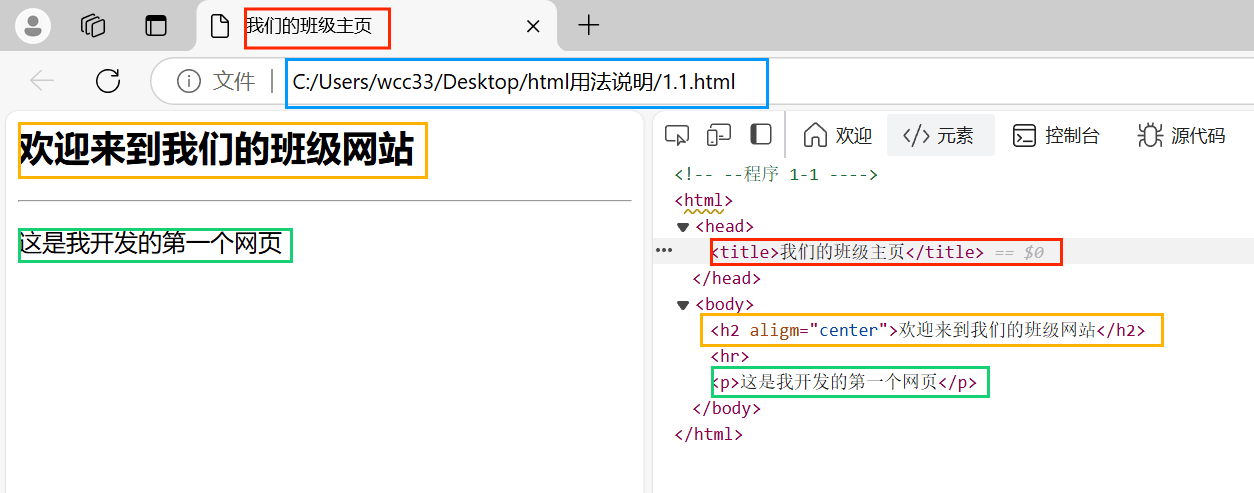 我们的班级主页
文件 C:/Users/wcc33/Desktop/html用法说明/1.1.html
欢迎来到我们的班级网站
这是我开发的第一个网页
欢迎 元素 控制台 源代码
<!-- --程序 1-1 ---->
<html>
<head>
<title>我们的班级主页</title> == $0
</head>
<body>
<h2 aligm="center">欢迎来到我们的班级网站</h2>
<hr>
<p>这是我开发的第一个网页</p>
</body>
</html>